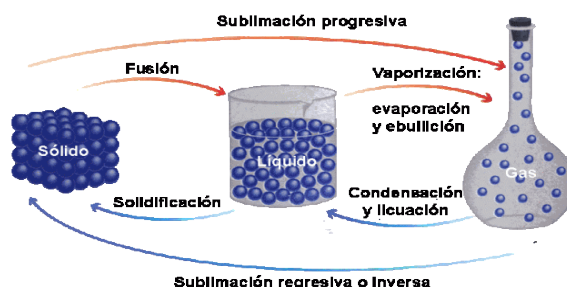 Sublimación progresiva
Fusión
Vaporización:
evaporación
y ebullición
Sólido
Líquido
Gas
Solidificación
Condensación
y licuación
Sublimación regresiva o inversa